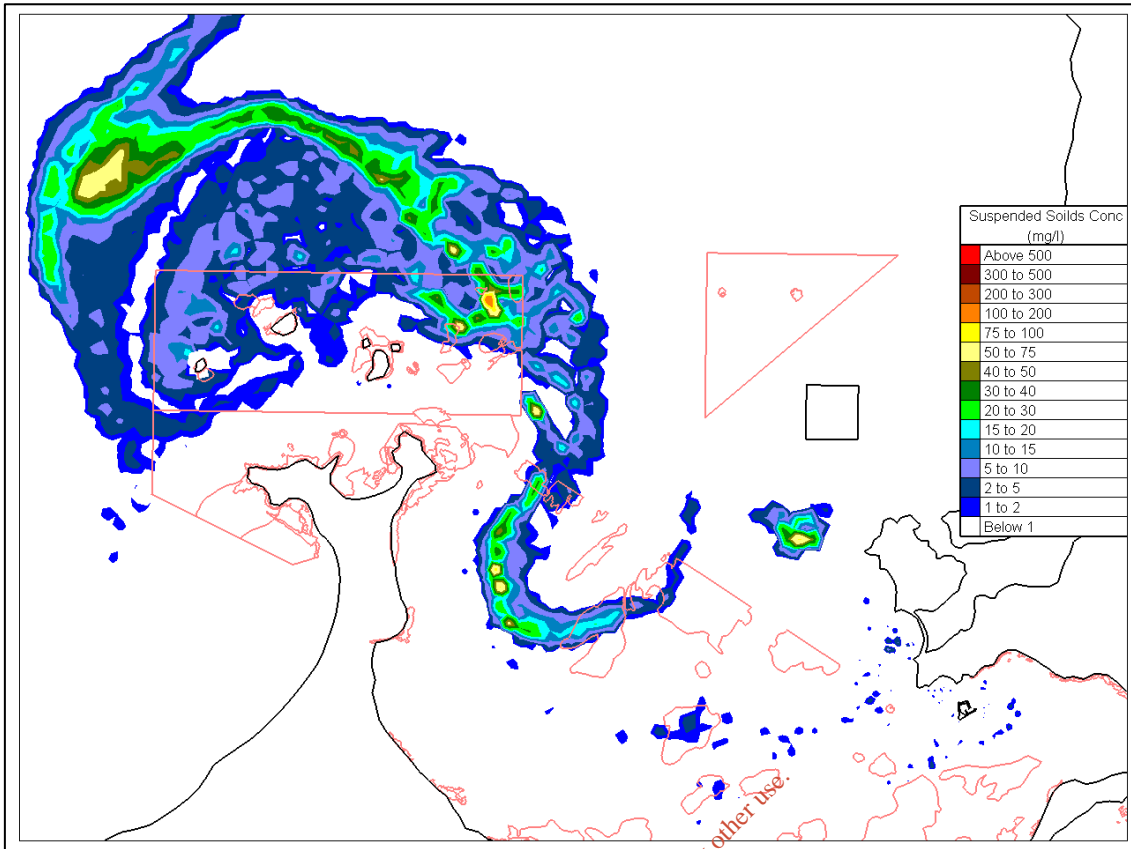 Suspended Soilds Conc
(mg/l)
Above 500
300 to 500
200 to 300
100 to 200
75 to 100
50 to 75
40 to 50
30 to 40
20 to 30
15 to 20
10 to 15
5 to 10
2 to 5
1 to 2
Below 1
other use.